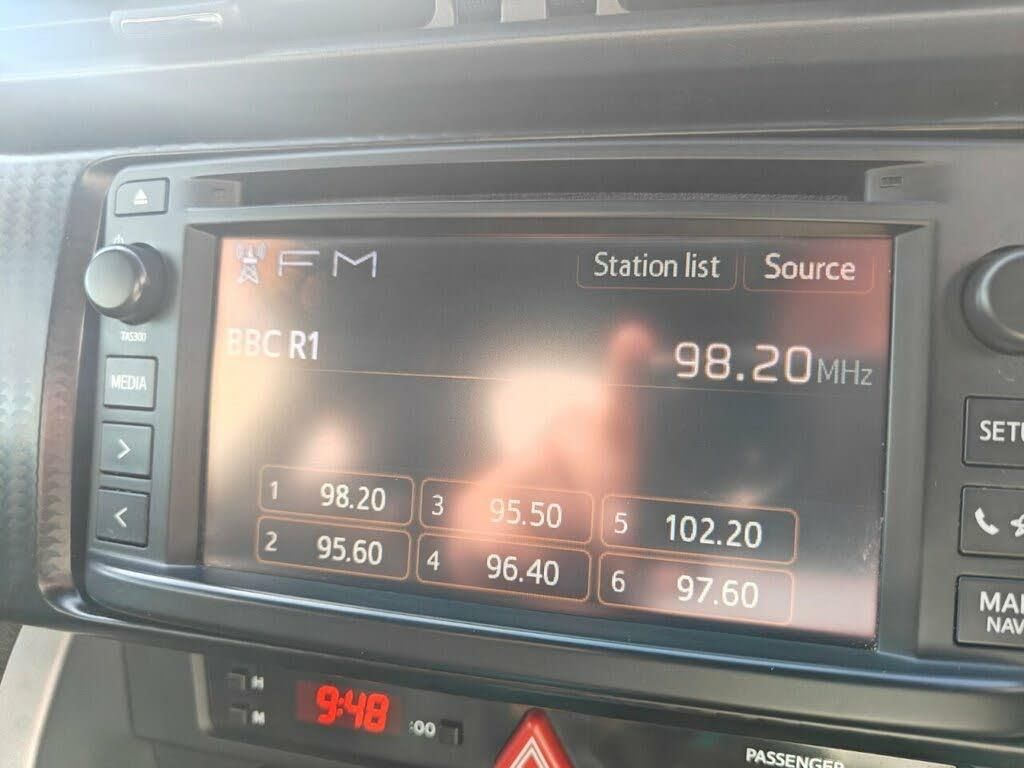 FM
Station list
Source
TAS300
BBC R1
98.20MHz
MEDIA
SETU
1 98.20
3 95.50
5 102.20
2 95.60
4 96.40
6 97.60
NAV
H
M
9:48
:00
PASSENGER